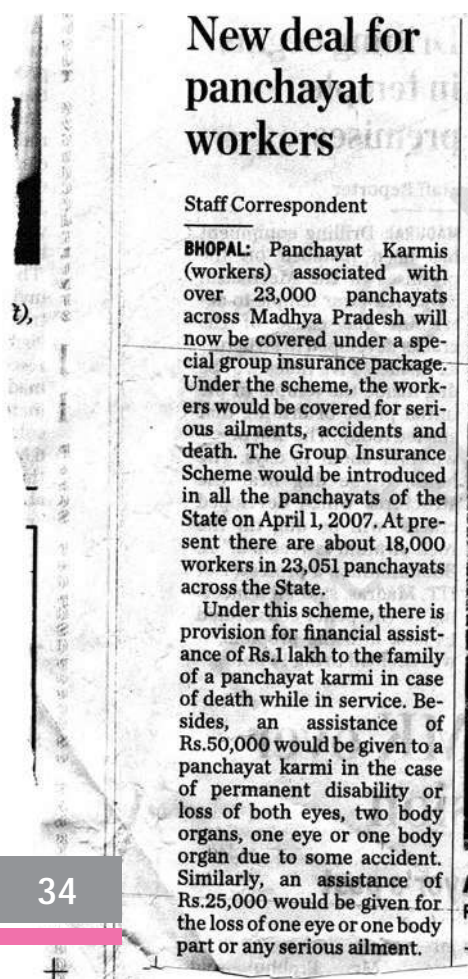 New deal for
panchayat
workers
Staff Correspondent
BHOPAL: Panchayat Karmis
(workers) associated with
over 23,000 panchayats
across Madhya Pradesh will
now be covered under a spe-
cial group insurance package.
Under the scheme, the work-
ers would be covered for seri-
ous ailments, accidents and
death. The Group Insurance
Scheme would be introduced
in all the panchayats of the
State on April 1, 2007. At pre-
sent there are about 18,000
workers in 23,051 panchayats
across the State.
Under this scheme, there is
provision for financial assist-
ance of Rs.1 lakh to the family
of a panchayat karmi in case
of death while in service. Be-
sides, an assistance of
Rs.50,000 would be given to a
panchayat karmi in the case
of permanent disability or
loss of both eyes, two body
organs, one eye or one body
organ due to some accident.
Similarly, an assistance of
Rs.25,000 would be given for
the loss of one eye or one body
part or any serious ailment.
34